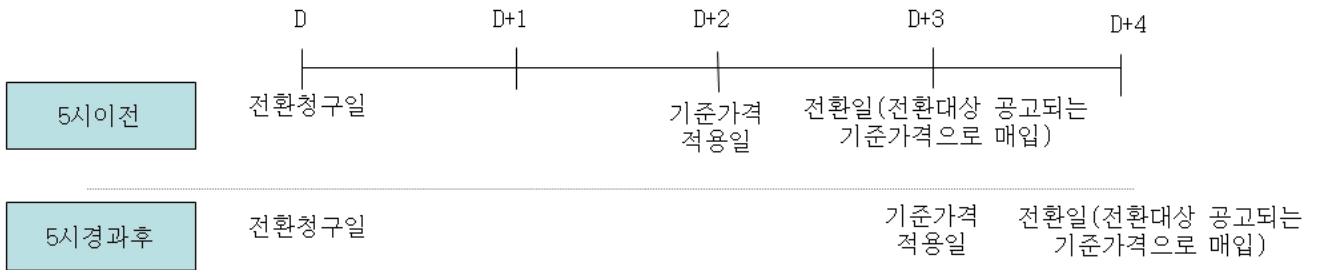 D D+1 D+2 D+3 D+4
5시이전
전환청구일
기준가격
적용일
전환일(전환대상 공고되는
기준가격으로 매입)
5시경과후
전환청구일
기준가격
적용일
전환일(전환대상 공고되는
기준가격으로 매입)